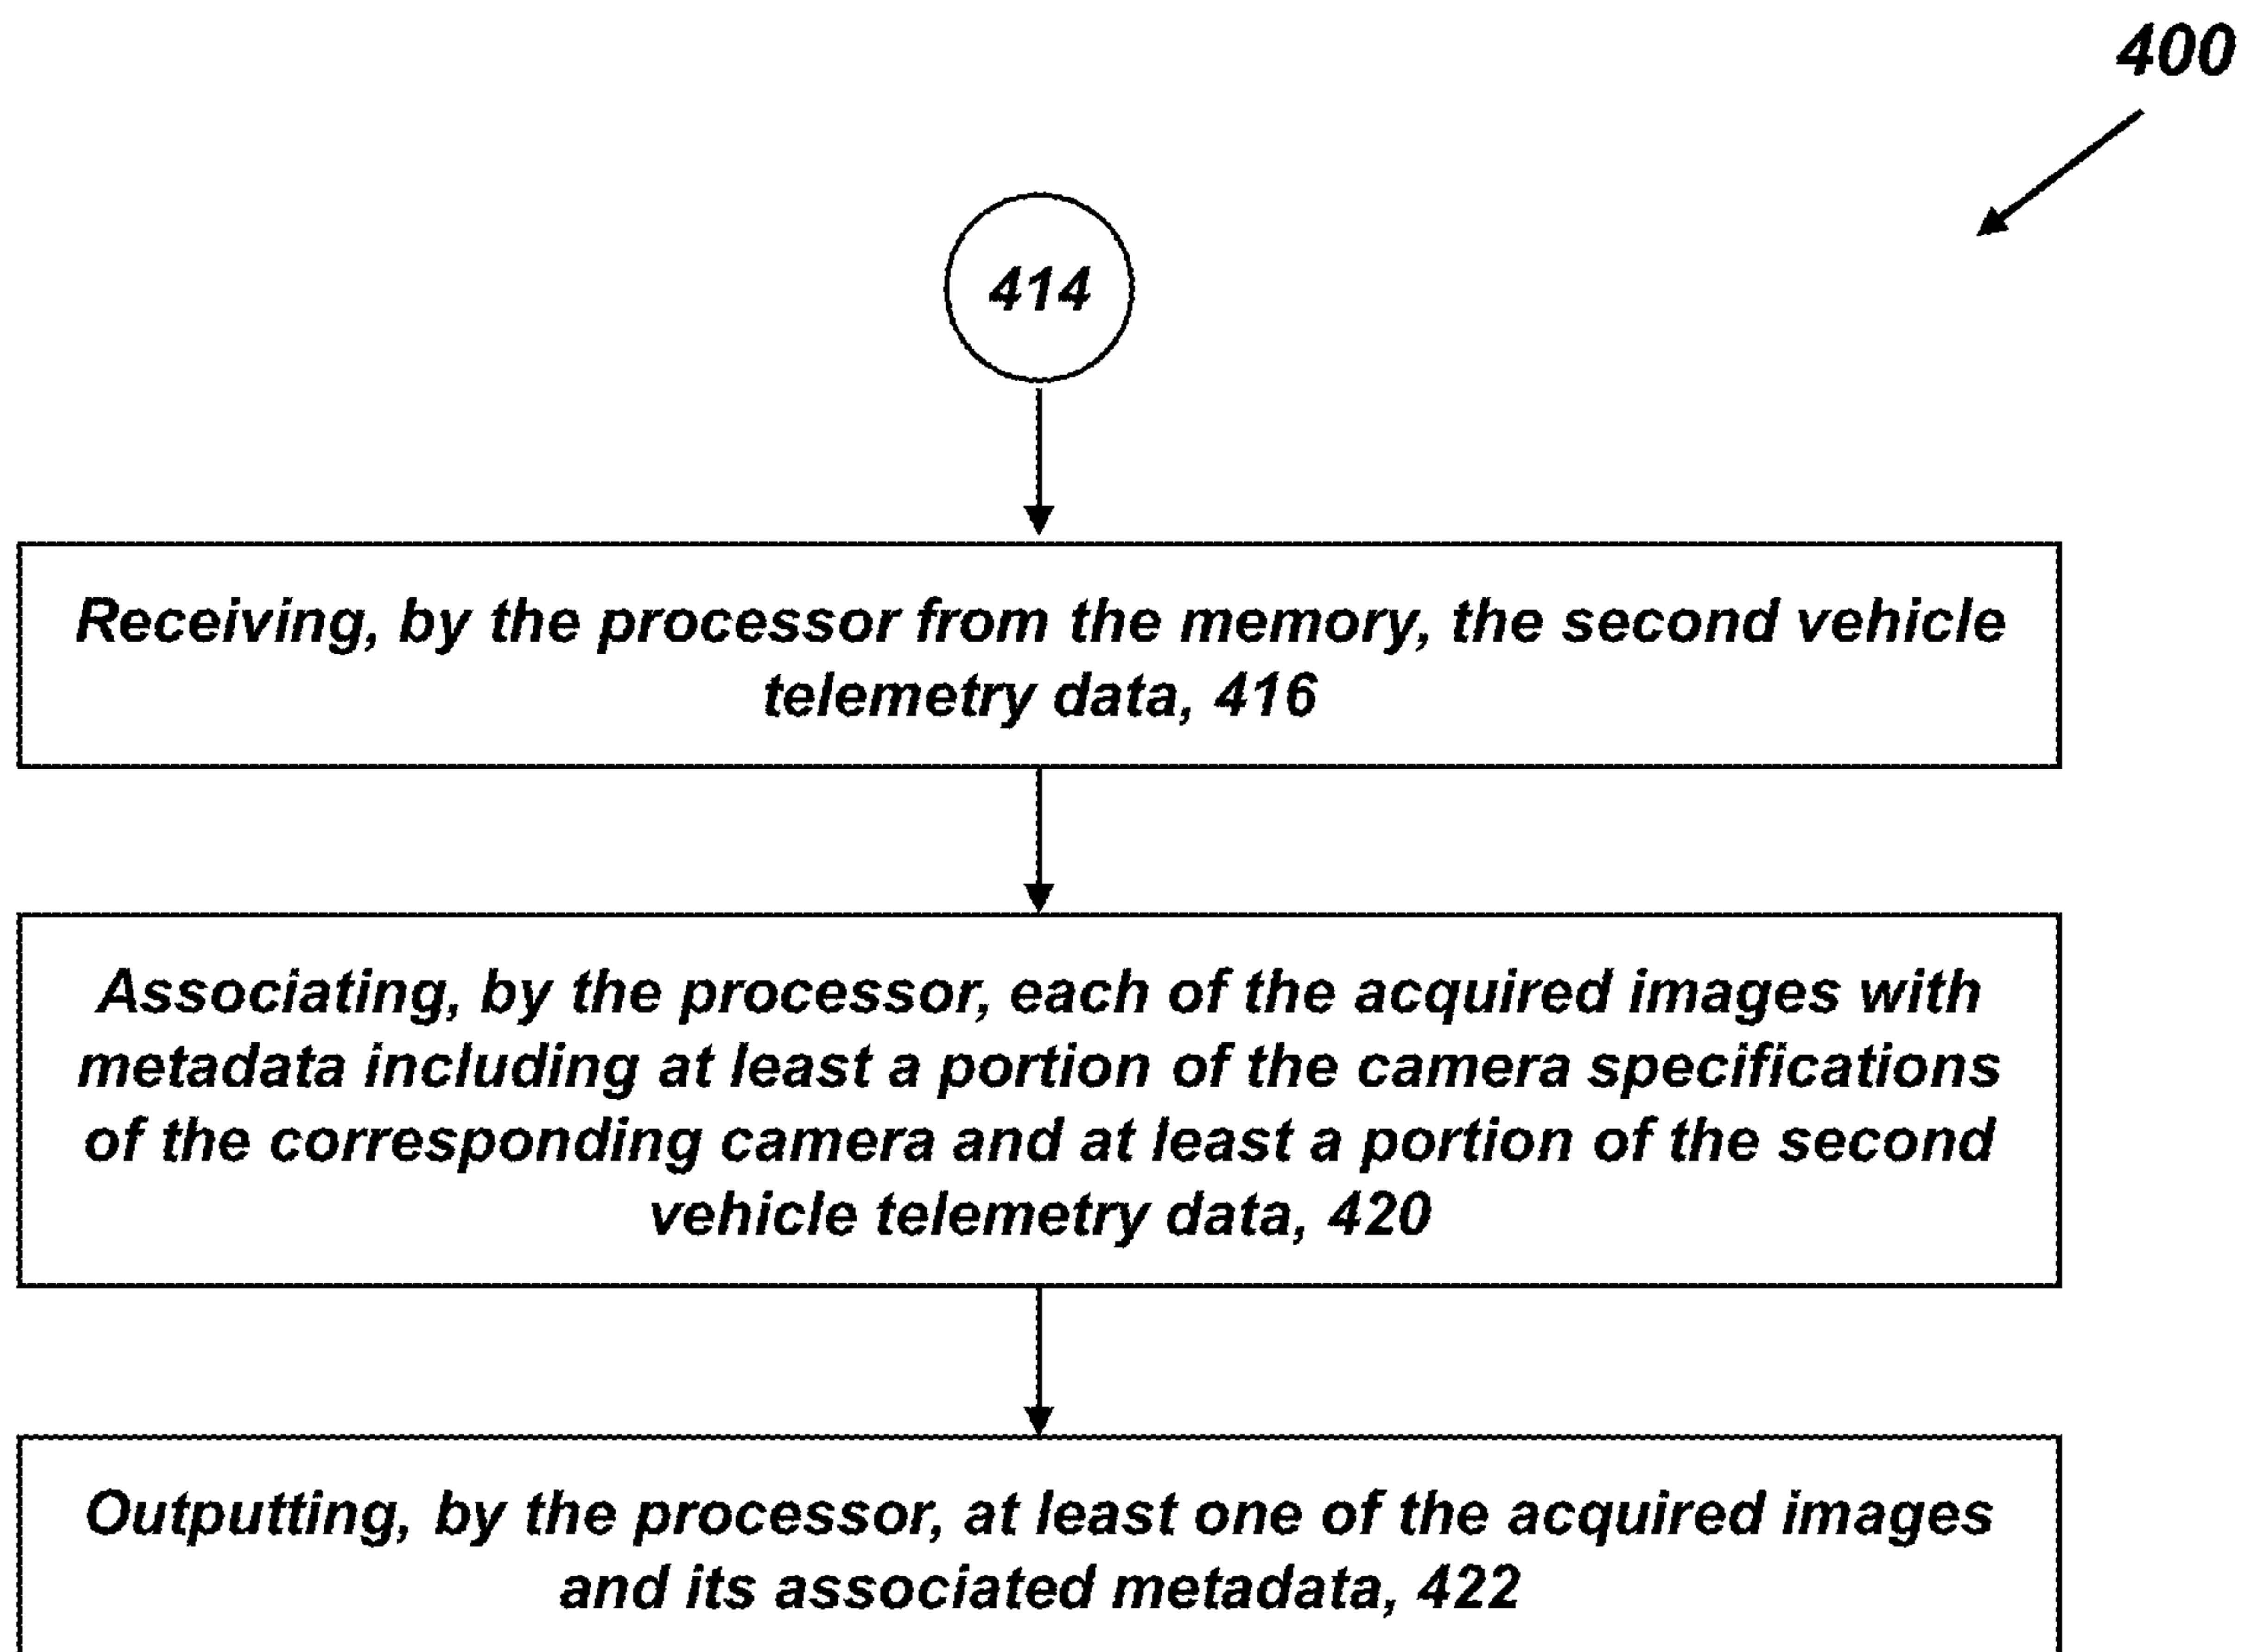 400
414
Receiving, by the processor from the memory, the second vehicle
telemetry data, 416
Associating, by the processor, each of the acquired images with
metadata including at least a portion of the camera specifications
of the corresponding camera and at least a portion of the second
vehicle telemetry data, 420
Outputting, by the processor, at least one of the acquired images
and its associated metadata, 422